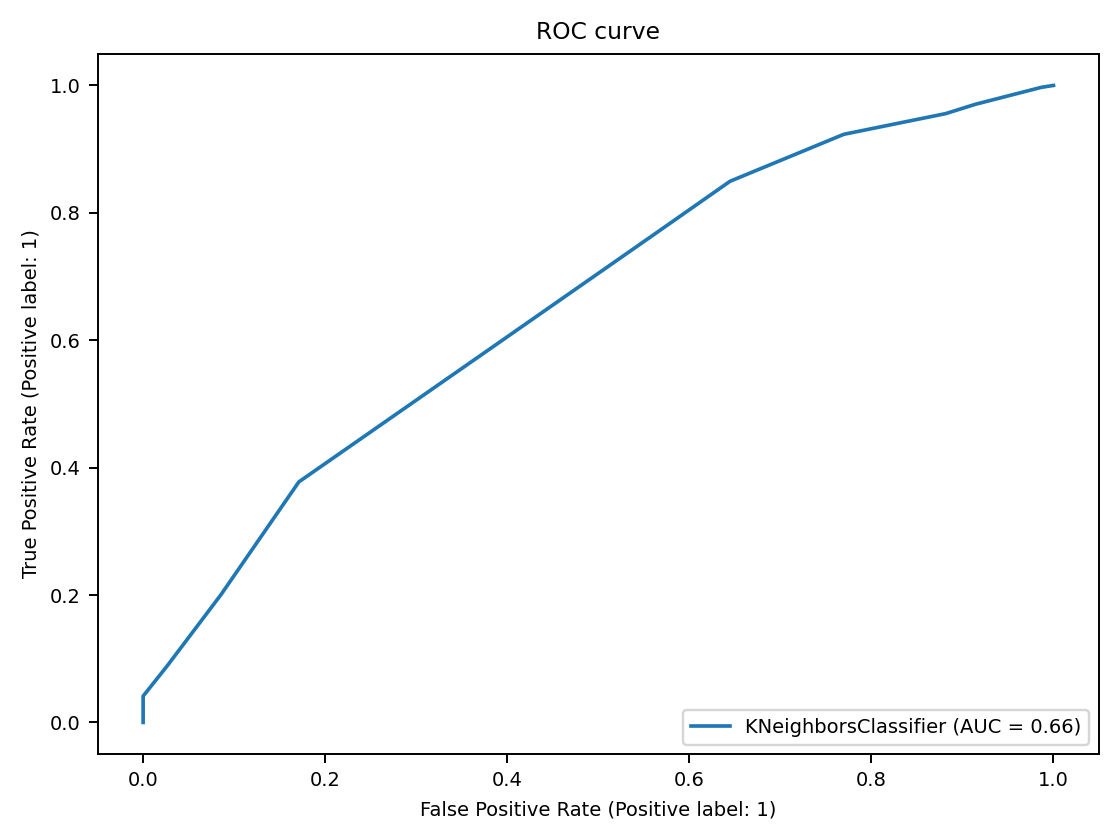 ROC curve
1.0
0.8
0.6
0.4
0.2
0.0
True Positive Rate (Positive label: 1)
KNeighborsClassifier (AUC = 0.66)
0.0 0.2 0.4 0.6 0.8 1.0
False Positive Rate (Positive label: 1)